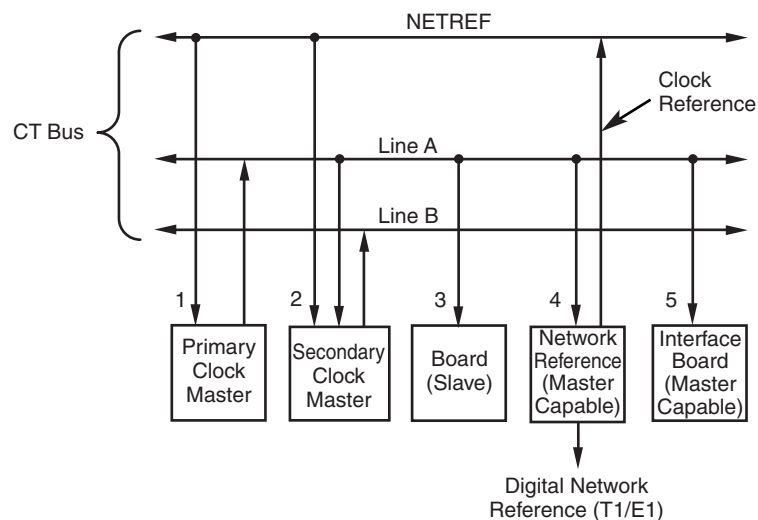 NETREF
Clock
Reference
CT Bus
Line A
Line B
1
2
3
4
5
Primary
Clock
Master
Secondary
Clock
Master
Board
(Slave)
Network
Reference
(Master
Capable)
Interface
Board
(Master
Capable)
Digital Network
Reference (T1/E1)